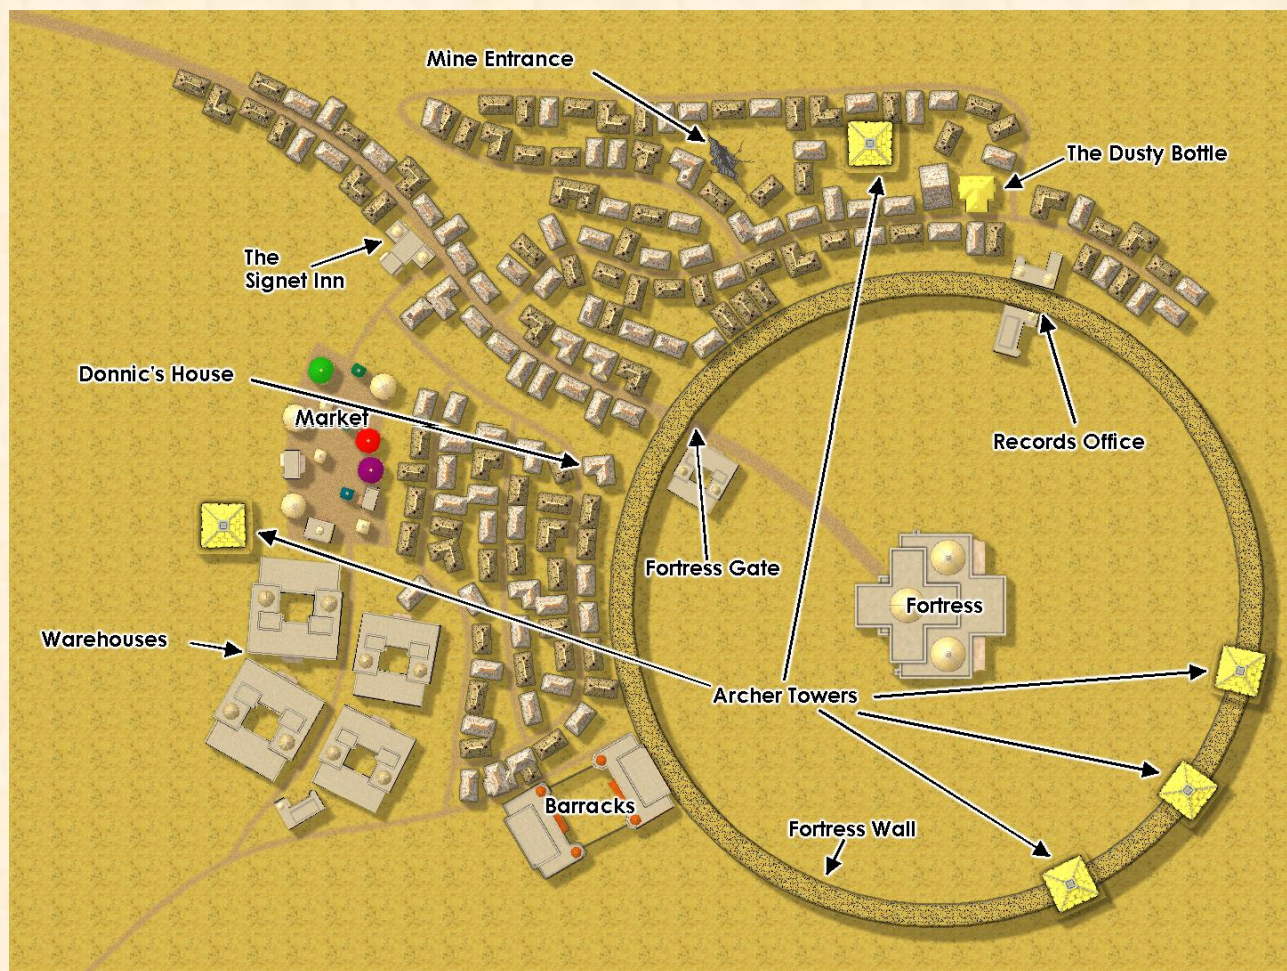 Mine Entrance
The Dusty Bottle
The
Signet Inn
Donnic's House
Market
Records Office
Fortress Gate
Fortress
Warehouses
Archer Towers
Barracks
Fortress Wall